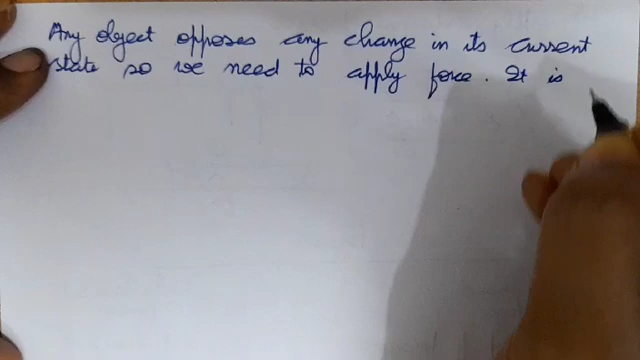 Any object opposes any change in its current
state so we need to apply force. It is